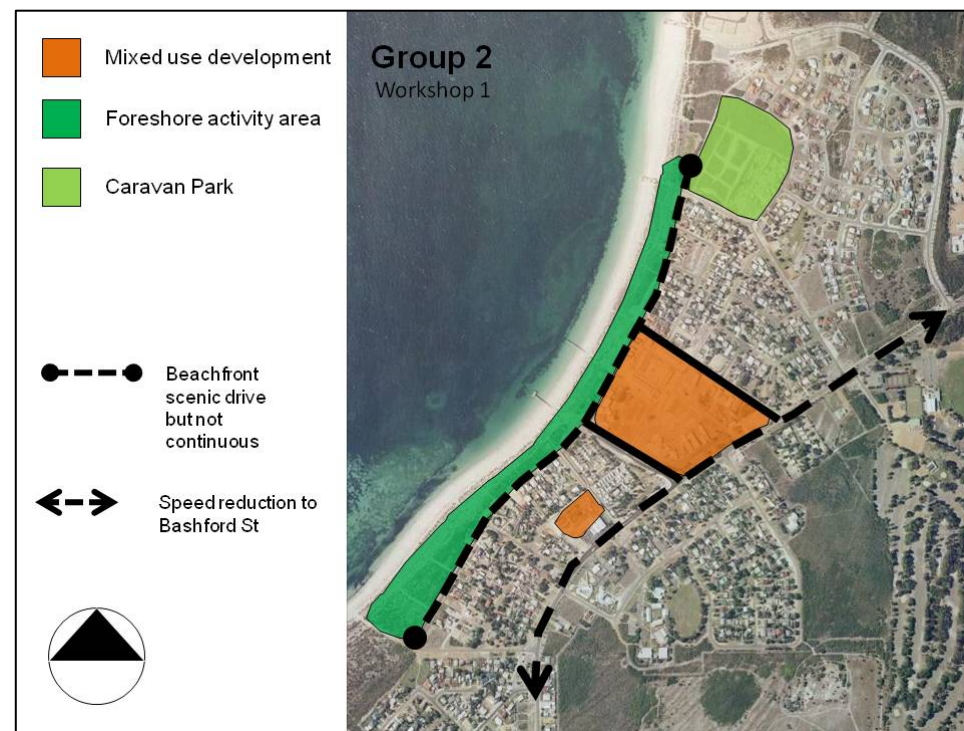 Mixed use development
Foreshore activity area
Caravan Park
Beachfront
scenic drive
but not
continuous
Speed reduction to
Bashford St
Group 2
Workshop 1